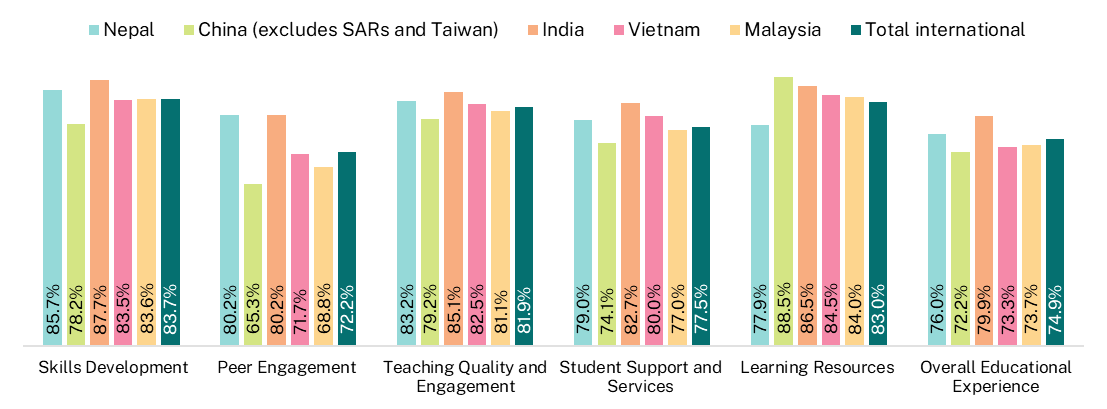 Nepal China (excludes SARs and Taiwan) India Vietnam Malaysia Total international
85.7% 78.2% 87.7% 83.5% 83.6% 83.7%
80.2% 65.3% 80.2% 71.7% 68.8% 72.2%
83.2% 79.2% 85.1% 82.5% 81.1% 81.9%
79.0% 74.1% 82.7% 80.0% 77.0% 77.5%
77.9% 88.5% 86.5% 84.5% 84.0% 83.0%
76.0% 72.2% 79.9% 73.3% 73.7% 74.9%
Skills Development
Peer Engagement
Teaching Quality and
Engagement
Student Support and
Services
Learning Resources
Overall Educational
Experience